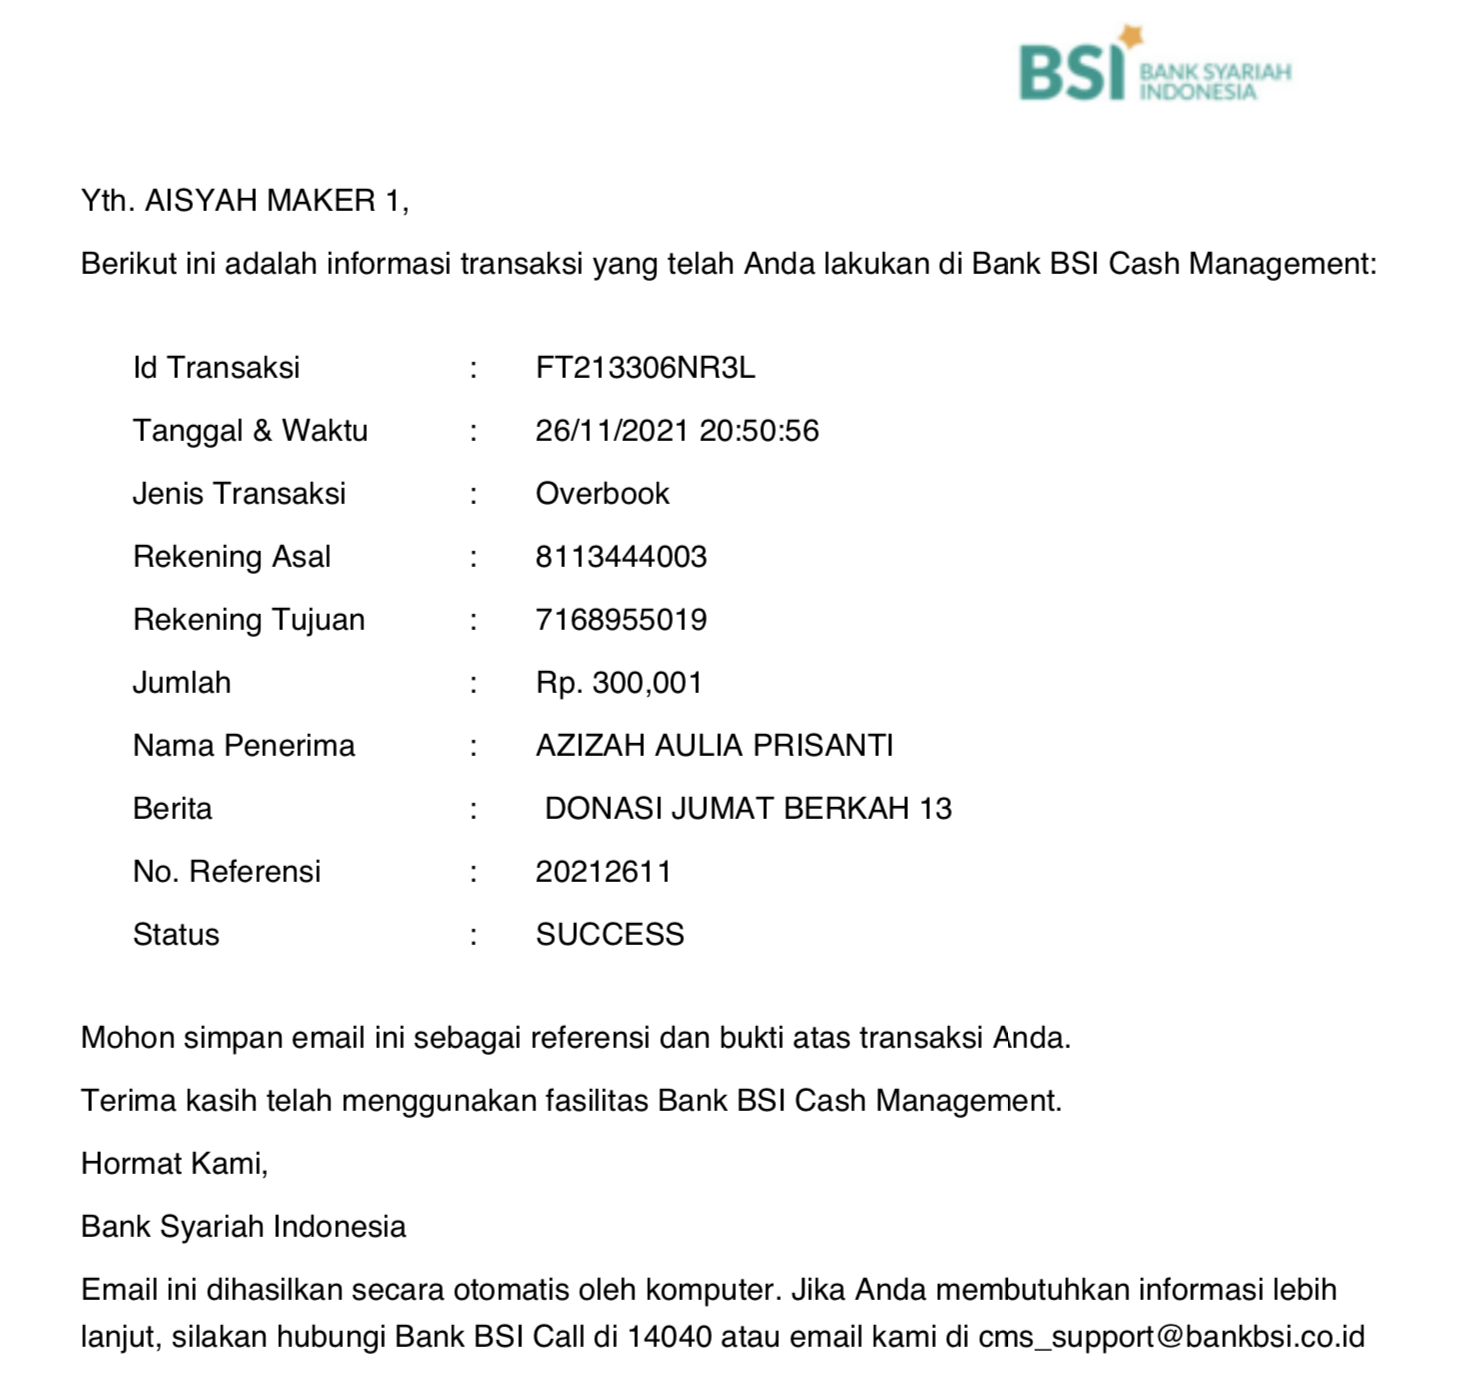 BSI BANK SYARIAH
INDONESIA
Yth. AISYAH MAKER 1,
Berikut ini adalah informasi transaksi yang telah Anda lakukan di Bank BSI Cash Management:
Id Transaksi : FT213306NR3L
Tanggal & Waktu : 26/11/2021 20:50:56
Jenis Transaksi : Overbook
Rekening Asal : 8113444003
Rekening Tujuan : 7168955019
Jumlah : Rp. 300,001
Nama Penerima : AZIZAH AULIA PRISANTI
Berita : DONASI JUMAT BERKAH 13
No. Referensi : 20212611
Status : SUCCESS
Mohon simpan email ini sebagai referensi dan bukti atas transaksi Anda.
Terima kasih telah menggunakan fasilitas Bank BSI Cash Management.
Hormat Kami,
Bank Syariah Indonesia
Email ini dihasilkan secara otomatis oleh komputer. Jika Anda membutuhkan informasi lebih
lanjut, silakan hubungi Bank BSI Call di 14040 atau email kami di cms_support@bankbsi.co.id